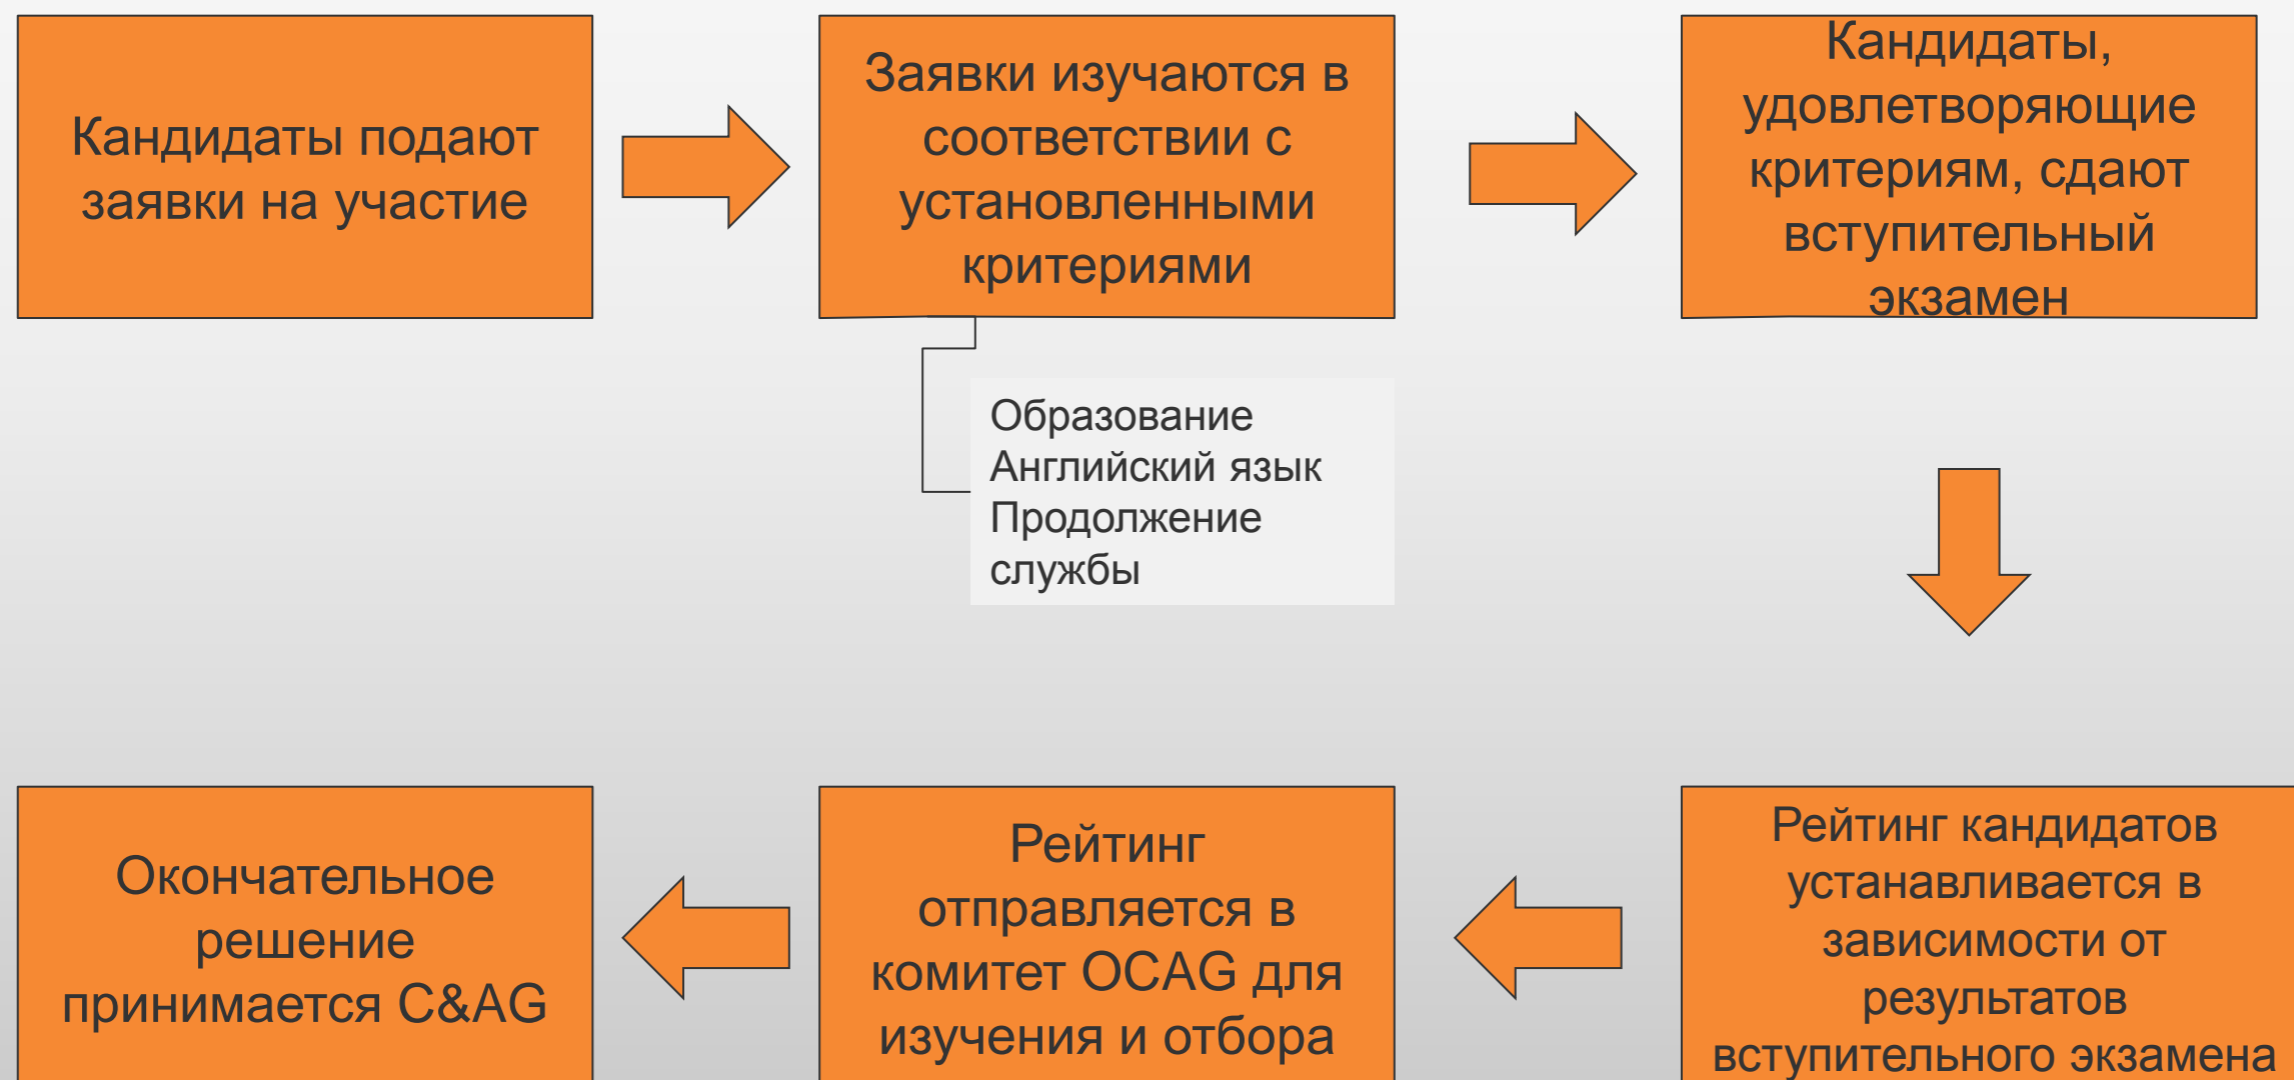 Кандидаты подают
заявки на участие
Заявки изучаются в
соответствии с
установленными
критериями
Кандидаты,
удовлетворяющие
критериям, сдают
вступительный
экзамен
Образование
Английский язык
Продолжение
службы
Рейтинг кандидатов
устанавливается в
зависимости от
результатов
вступительного экзамена
Рейтинг
отправляется в
комитет OCAG для
изучения и отбора
Окончательное
решение
принимается C&AG